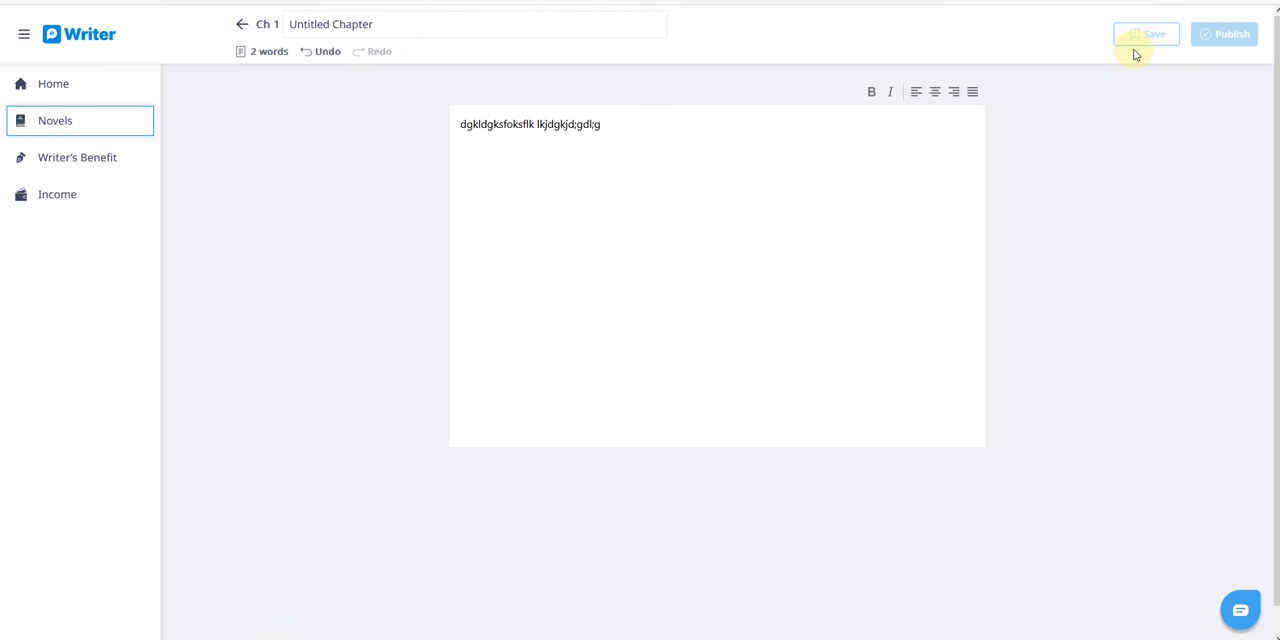 Writer
Ch 1 Untitled Chapter
2 words Undo Redo
Save Publish
Home
Novels
Writer’s Benefit
Income
B I
dgkldgksfoksflk lkjdgkjd;gdl;g